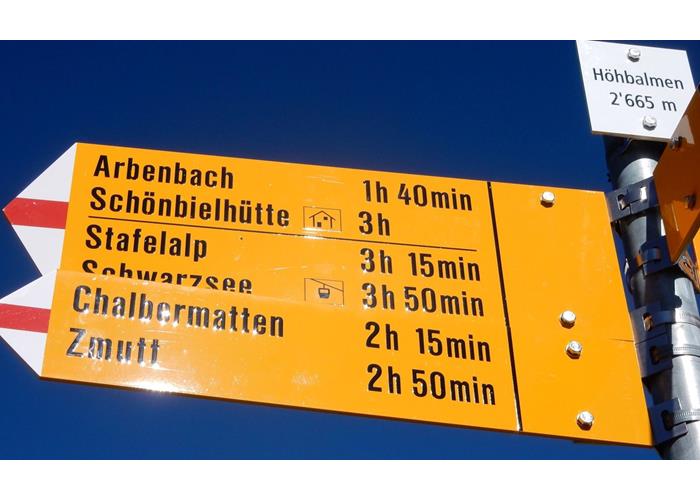 Höhbalmen
2'665 m
Arbenbach 1h 40min
Schönbielhütte 3h
Stafelalp 3h 15min
Schwarzsee 3h 50min
Chalbermatten 2h 15min
Zmutt 2h 50min